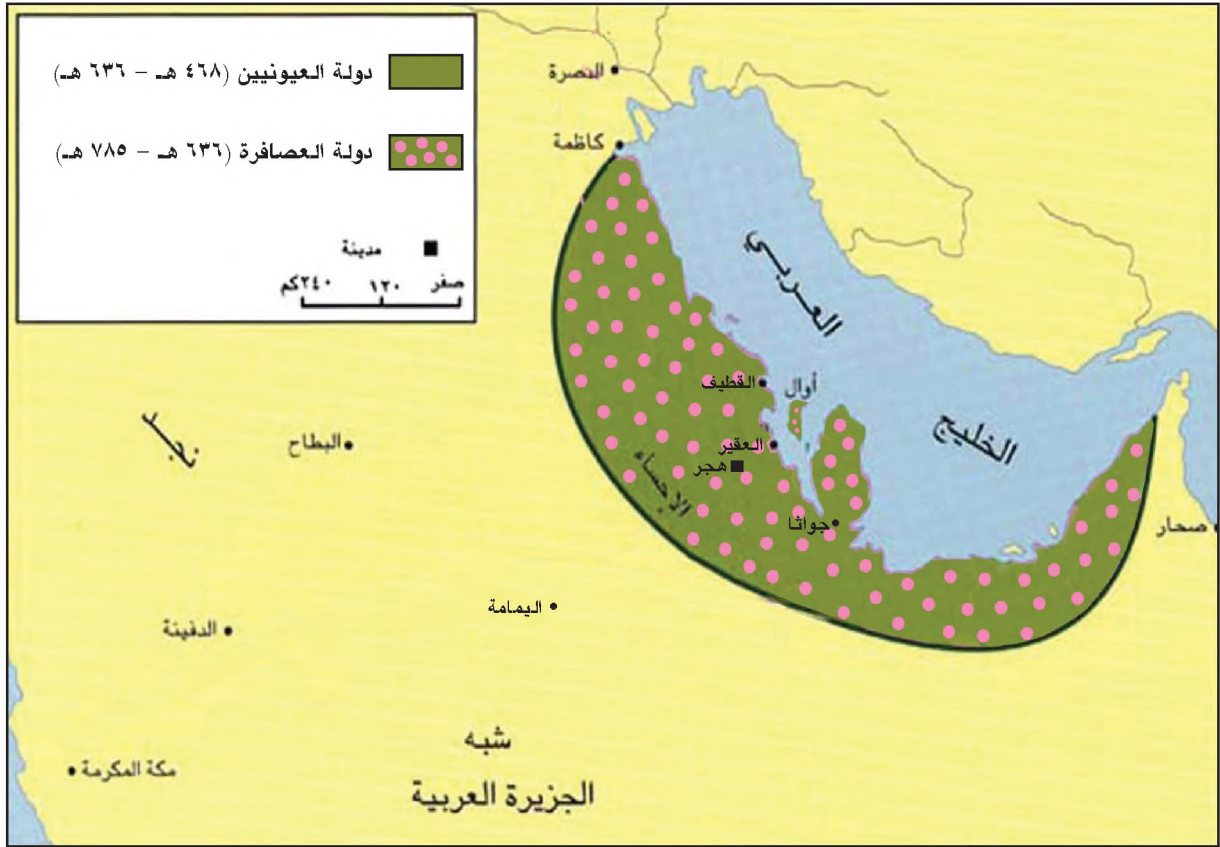 دولة العيونيين (٤٦٨ هـ - ٦٣٦ هـ)
دولة العصافرة (٦٣٦ هـ - ٧٨٥ هـ)
مدينة
صفر ١٢٠ ٢٤٠كم
النصرة
كاظمة
الخليج العربي
القطيف
أوال
العقير
هجر
الإحساء
جواثا
صحار
نجد
البطاح
اليمامة
الدفينة
مكة المكرمة
شبه
الجزيرة العربية